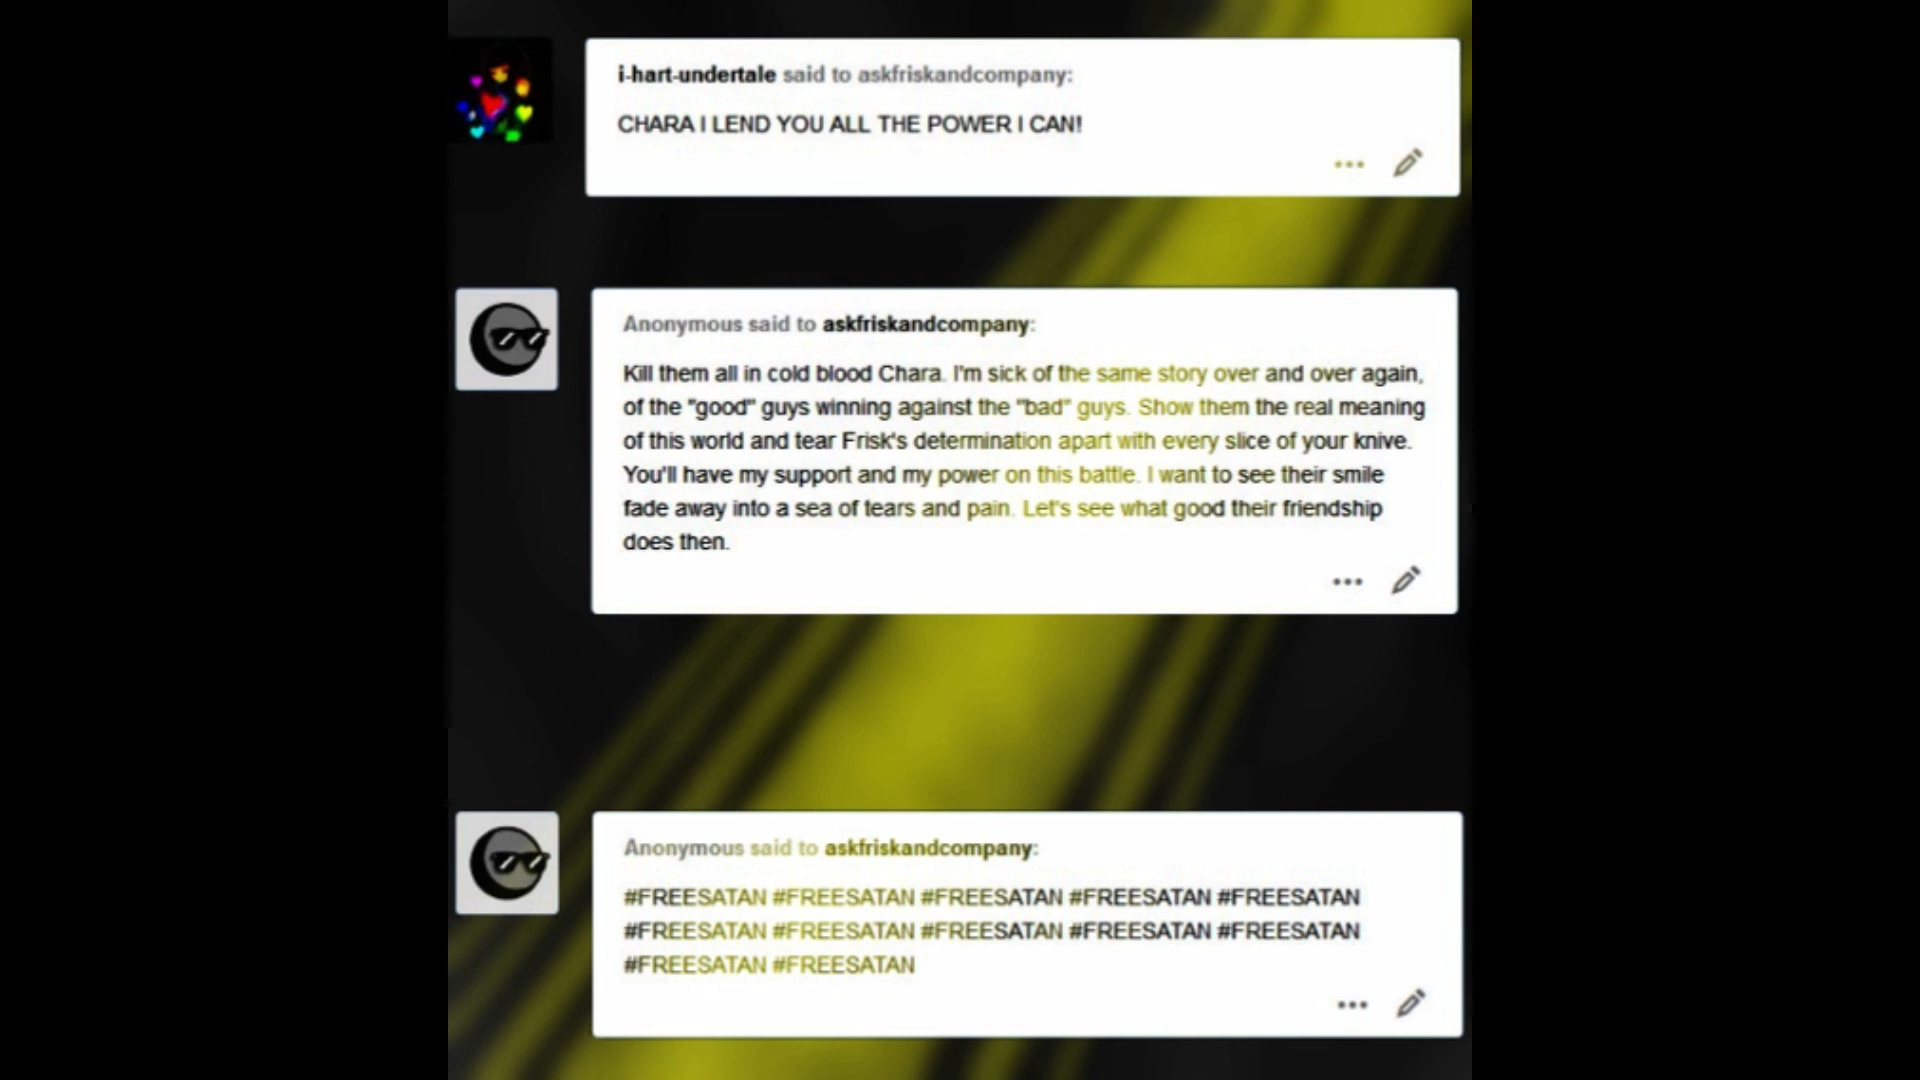 i-hart-undertale said to askfriskandcompany:
CHARA I LEND YOU ALL THE POWER I CAN!
Anonymous said to askfriskandcompany:
Kill them all in cold blood Chara. I'm sick of the same story over and over again,
of the "good" guys winning against the "bad" guys. Show them the real meaning
of this world and tear Frisk's determination apart with every slice of your knive.
You'll have my support and my power on this battle. I want to see their smile
fade away into a sea of tears and pain. Let's see what good their friendship
does then.
Anonymous said to askfriskandcompany:
#FREESATAN #FREESATAN #FREESATAN #FREESATAN #FREESATAN
#FREESATAN #FREESATAN #FREESATAN #FREESATAN #FREESATAN
#FREESATAN #FREESATAN